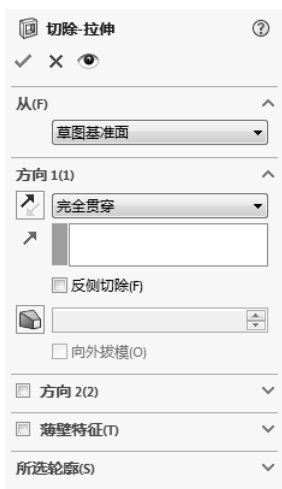 切除-拉伸
从(F)
草图基准面
方向 1(1)
完全贯穿
反侧切除(F)
向外拔模(O)
方向 2(2)
薄壁特征(T)
所选轮廓(S)